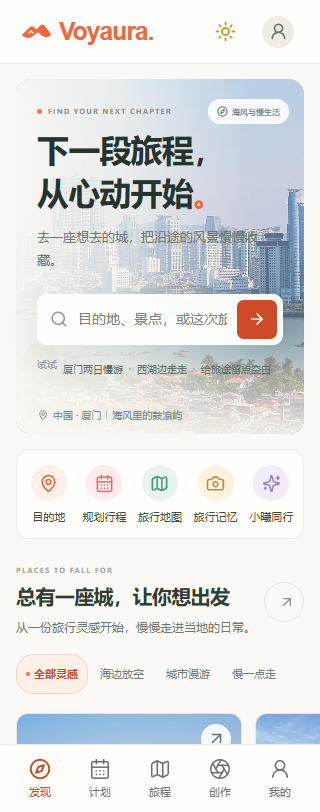 Voyaura.
FIND YOUR NEXT CHAPTER
海风与慢生活
下一段旅程，
从心动开始。
去一座想去的城，把沿途的风景慢慢收
藏。
目的地、景点，或这次旅
试试 厦门两日慢游 · 西湖边走走 · 给旅途留点空白
中国 · 厦门 | 海风里的鼓浪屿
目的地 规划行程 旅行地图 旅行记忆 小曦同行
PLACES TO FALL FOR
总有一座城，让你想出发
从一份旅行灵感开始，慢慢走进当地的日常。
全部灵感 海边放空 城市漫游 慢一点走
发现 计划 旅程 创作 我的